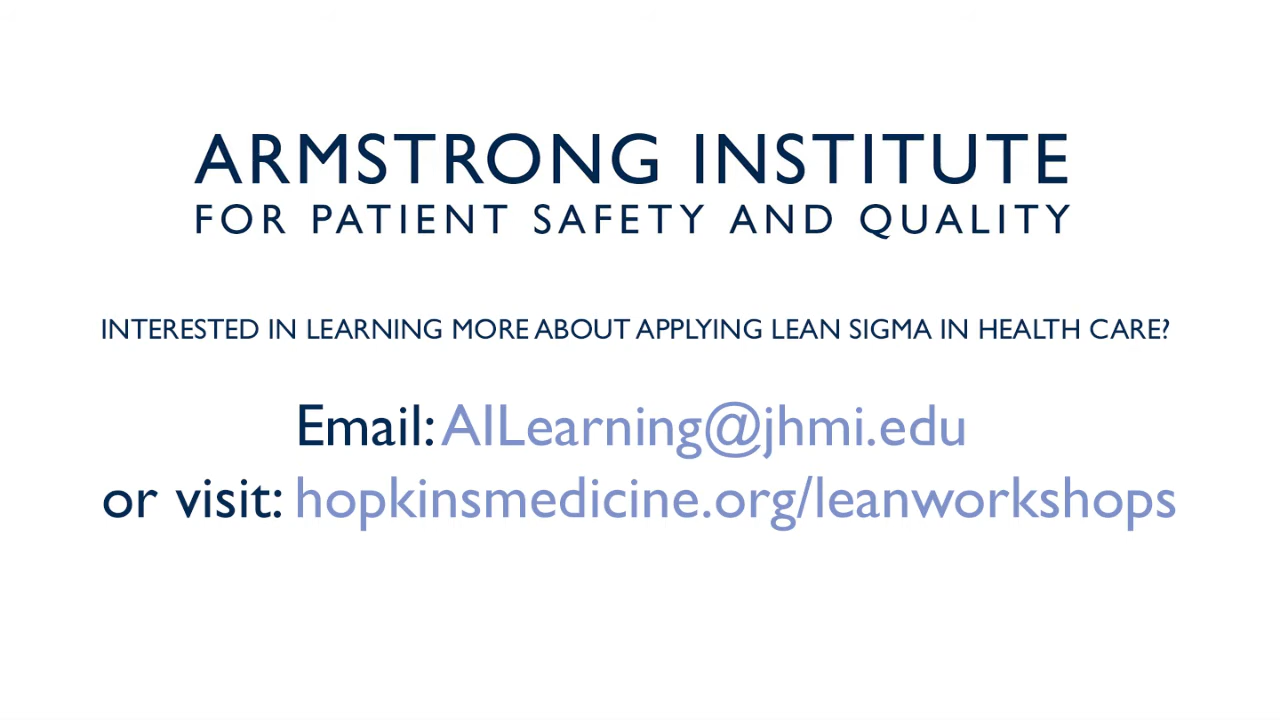 ARMSTRONG INSTITUTE
FOR PATIENT SAFETY AND QUALITY
INTERESTED IN LEARNING MORE ABOUT APPLYING LEAN SIGMA IN HEALTH CARE?
Email: AILearning@jhmi.edu
or visit: hopkinsmedicine.org/leanworkshops